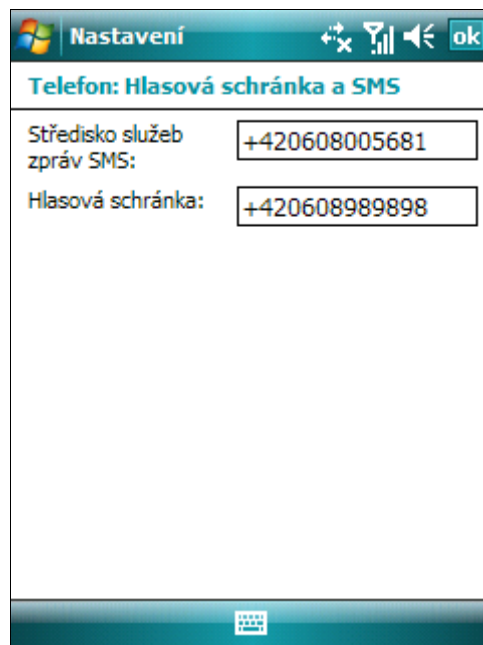 Nastavení
ok
Telefon: Hlasová schránka a SMS
Středisko služeb
zpráv SMS:
+420608005681
Hlasová schránka:
+420608989898